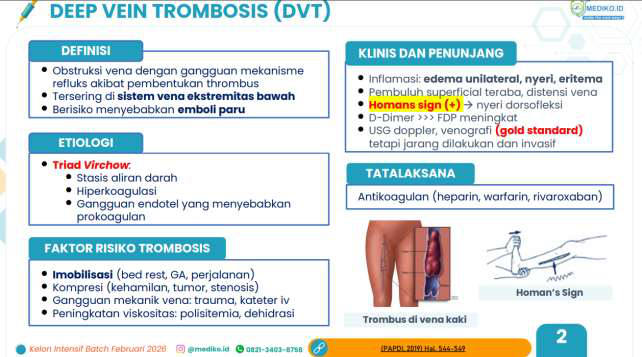 DEEP VEIN TROMBOSIS (DVT)
MEDIKO.ID
DEFINISI
Obstruksi vena dengan gangguan mekanisme
refluks akibat pembentukan thrombus
Tersering di sistem vena ekstremitas bawah
Berisiko menyebabkan emboli paru
ETIOLOGI
Triad Virchow:
Stasis aliran darah
Hiperkoagulasi
Gangguan endotel yang menyebabkan
prokoagulan
FAKTOR RISIKO TROMBOSIS
Imobilisasi (bed rest, GA, perjalanan)
Kompresi (kehamilan, tumor, stenosis)
Gangguan mekanik vena: trauma, kateter iv
Peningkatan viskositas: polisitemia, dehidrasi
KLINIS DAN PENUNJANG
Inflamasi: edema unilateral, nyeri, eritema
Pembuluh superficial teraba, distensi vena
Homans sign (+) → nyeri dorsofleksi
D-Dimer >>> FDP meningkat
USG doppler, venografi (gold standard)
tetapi jarang dilakukan dan invasif
TATALAKSANA
Antikoagulan (heparin, warfarin, rivaroxaban)
Trombus di vena kaki
Homan's Sign
Kelon Intensif Batch Februari 2026
@mediko.id
0821-3403-8756
(PAPDI, 2019) Hal. 544-549
2